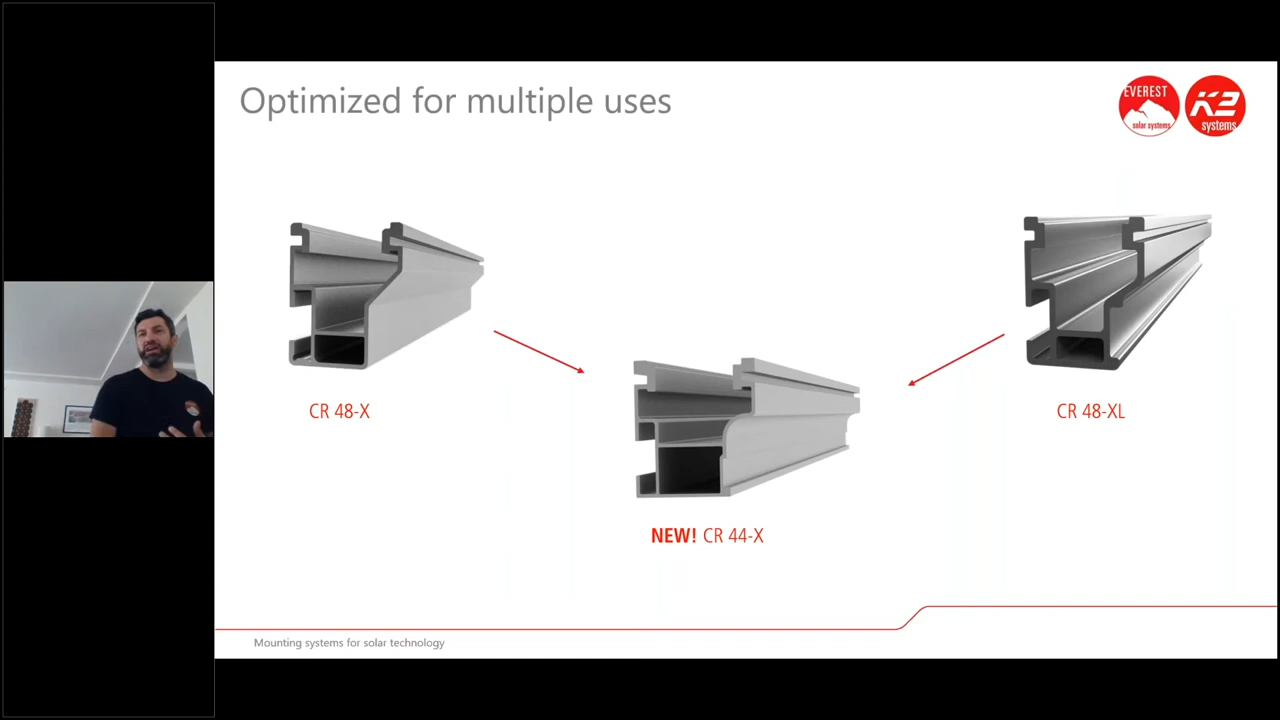 Optimized for multiple uses
EVEREST
solar systems
K2
systems
CR 48-X
CR 48-XL
NEW! CR 44-X
Mounting systems for solar technology